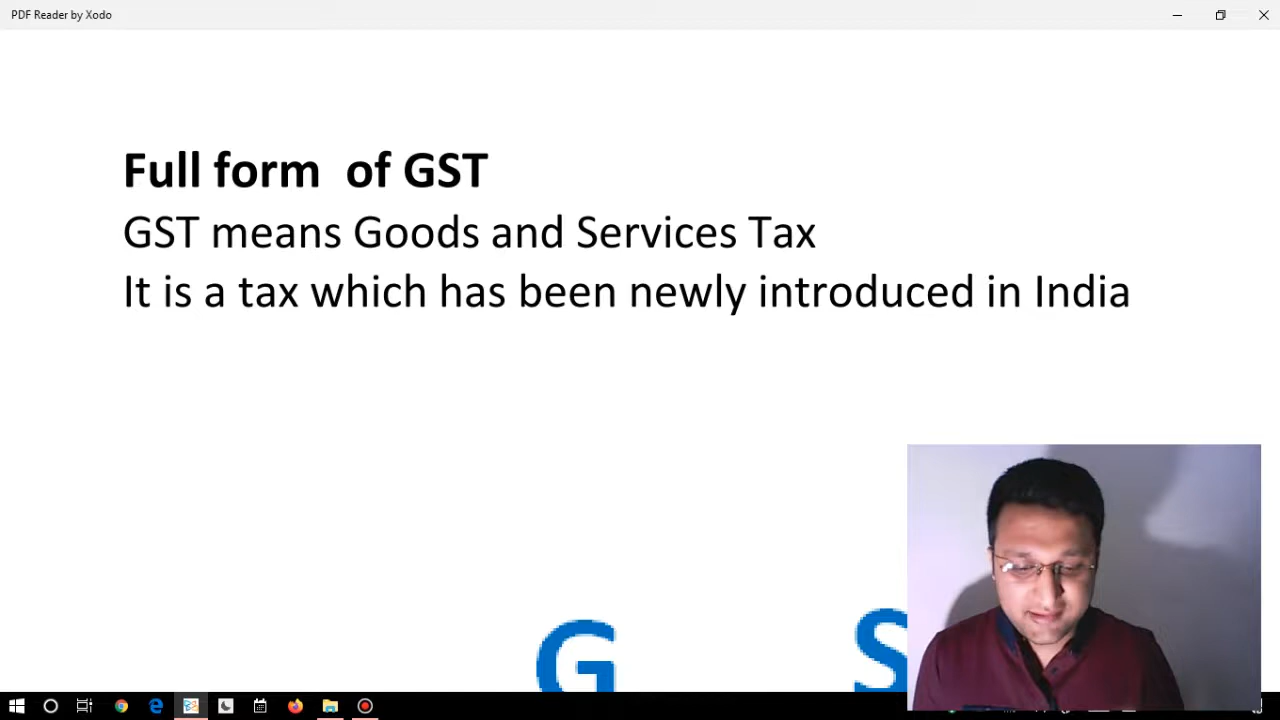 PDF Reader by Xodo
Full form of GST
GST means Goods and Services Tax
It is a tax which has been newly introduced in India
G S